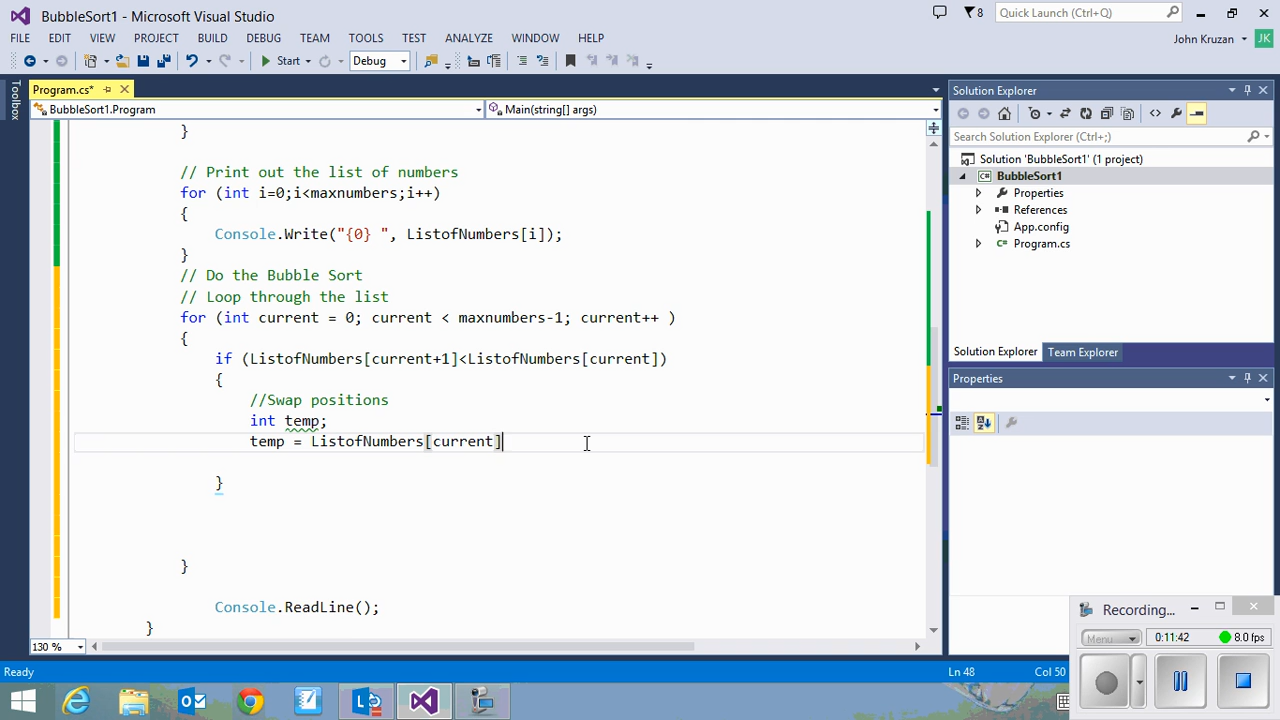 BubbleSort1 - Microsoft Visual Studio
8
Quick Launch (Ctrl+Q)
FILE EDIT VIEW PROJECT BUILD DEBUG TEAM TOOLS TEST ANALYZE WINDOW HELP
John Kruzan
JK
Start
Debug
Toolbox
Program.cs*
BubbleSort1.Program
Main(string[] args)
}
// Print out the list of numbers
for (int i=0;i<maxnumbers;i++)
{
Console.Write("{0} ", ListofNumbers[i]);
}
// Do the Bubble Sort
// Loop through the list
for (int current = 0; current < maxnumbers-1; current++ )
{
if (ListofNumbers[current+1]<ListofNumbers[current])
{
//Swap positions
int temp;
temp = ListofNumbers[current]
}
}
Console.ReadLine();
}
130 %
Solution Explorer
Search Solution Explorer (Ctrl+;)
Solution 'BubbleSort1' (1 project)
C# BubbleSort1
Properties
References
App.config
C# Program.cs
Solution Explorer
Team Explorer
Properties
Recording...
Menu
0:11:42
8.0 fps
Ready
Ln 48
Col 50